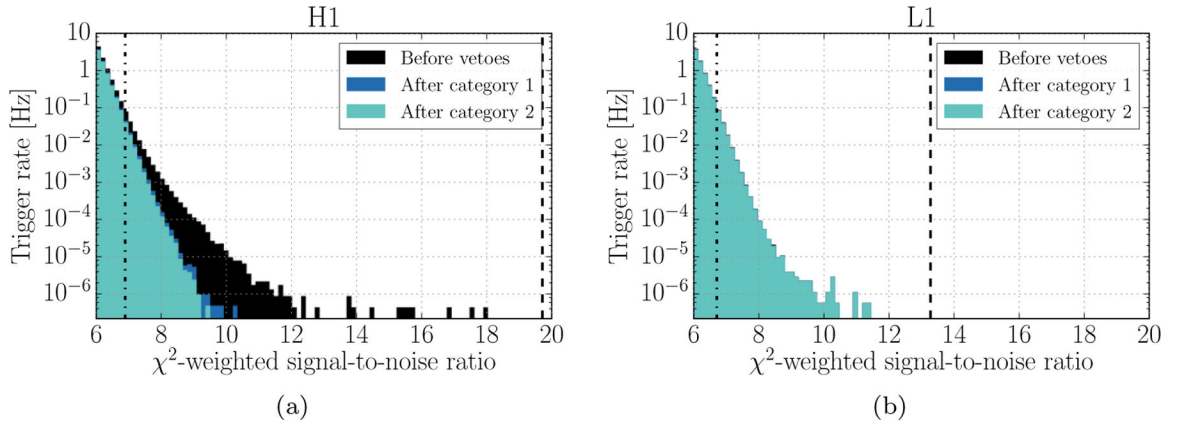 H1
10
1
10⁻¹
10⁻²
10⁻³
10⁻⁴
10⁻⁵
10⁻⁶
Trigger rate [Hz]
Before vetoes
After category 1
After category 2
6 8 10 12 14 16 18 20
χ²-weighted signal-to-noise ratio
(a)
L1
10
1
10⁻¹
10⁻²
10⁻³
10⁻⁴
10⁻⁵
10⁻⁶
Trigger rate [Hz]
Before vetoes
After category 1
After category 2
6 8 10 12 14 16 18 20
χ²-weighted signal-to-noise ratio
(b)